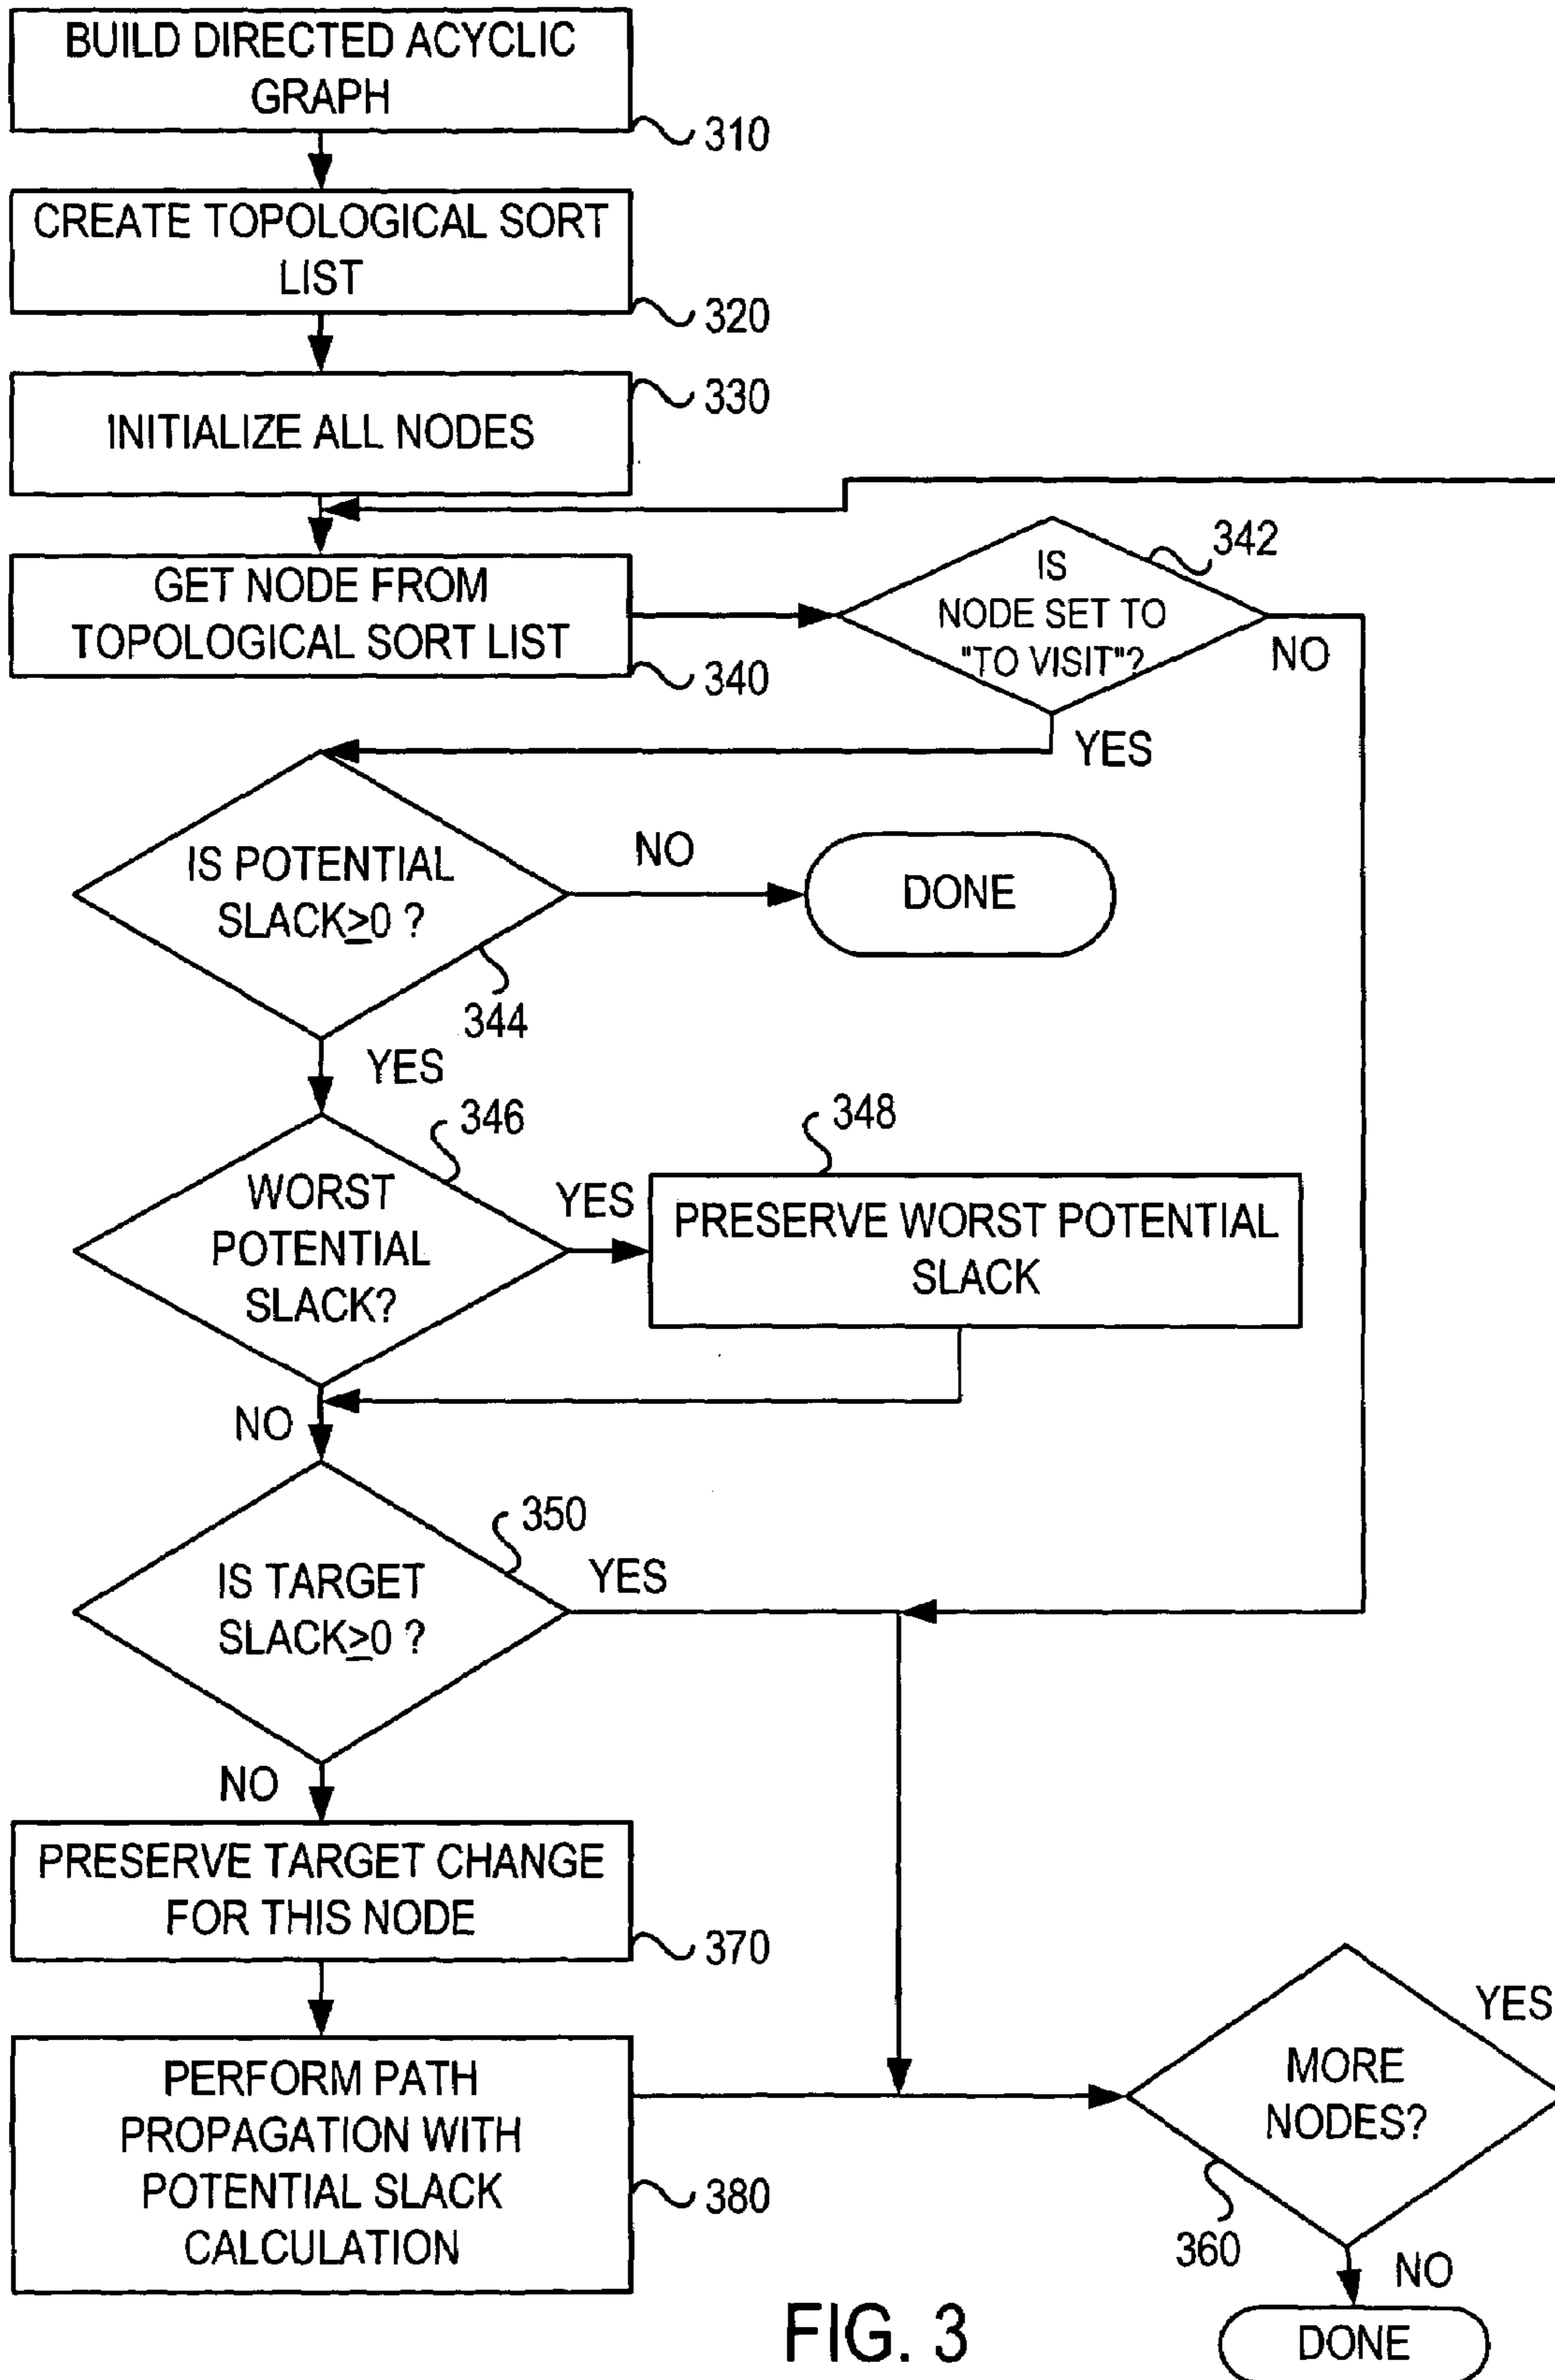 BUILD DIRECTED ACYCLIC
GRAPH
310
CREATE TOPOLOGICAL SORT
LIST
320
330
INITIALIZE ALL NODES
GET NODE FROM
TOPOLOGICAL SORT LIST
340
342
IS
NODE SET TO
"TO VISIT"?
NO
YES
IS POTENTIAL
SLACK≥0 ?
NO
DONE
344
YES
346
WORST
POTENTIAL
SLACK?
YES
348
PRESERVE WORST POTENTIAL
SLACK
NO
350
IS TARGET
SLACK≥0 ?
YES
NO
PRESERVE TARGET CHANGE
FOR THIS NODE
370
PERFORM PATH
PROPAGATION WITH
POTENTIAL SLACK
CALCULATION
380
YES
MORE
NODES?
360
NO
DONE
FIG. 3